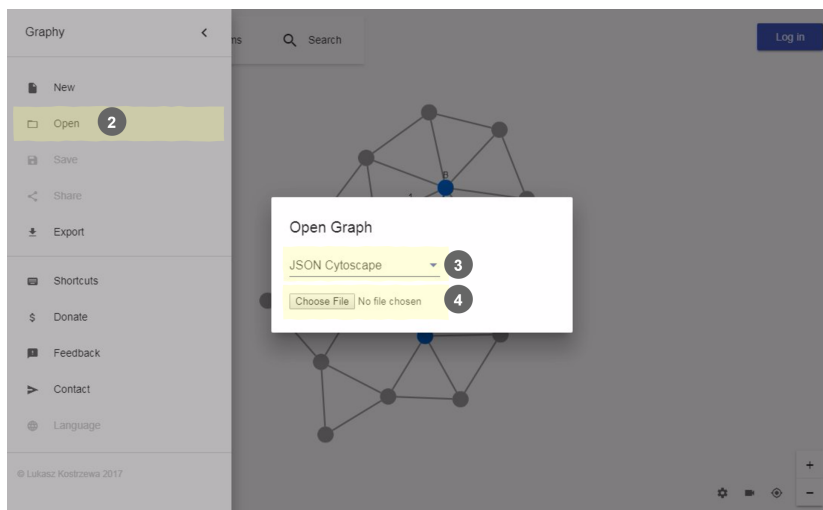 Graphy
ns
Search
Log in
New
Open 2
Save
Share
Export
Shortcuts
$ Donate
Feedback
Contact
Language
© Lukasz Kostrzewa 2017
B
Open Graph
JSON Cytoscape 3
Choose File No file chosen 4
+
−